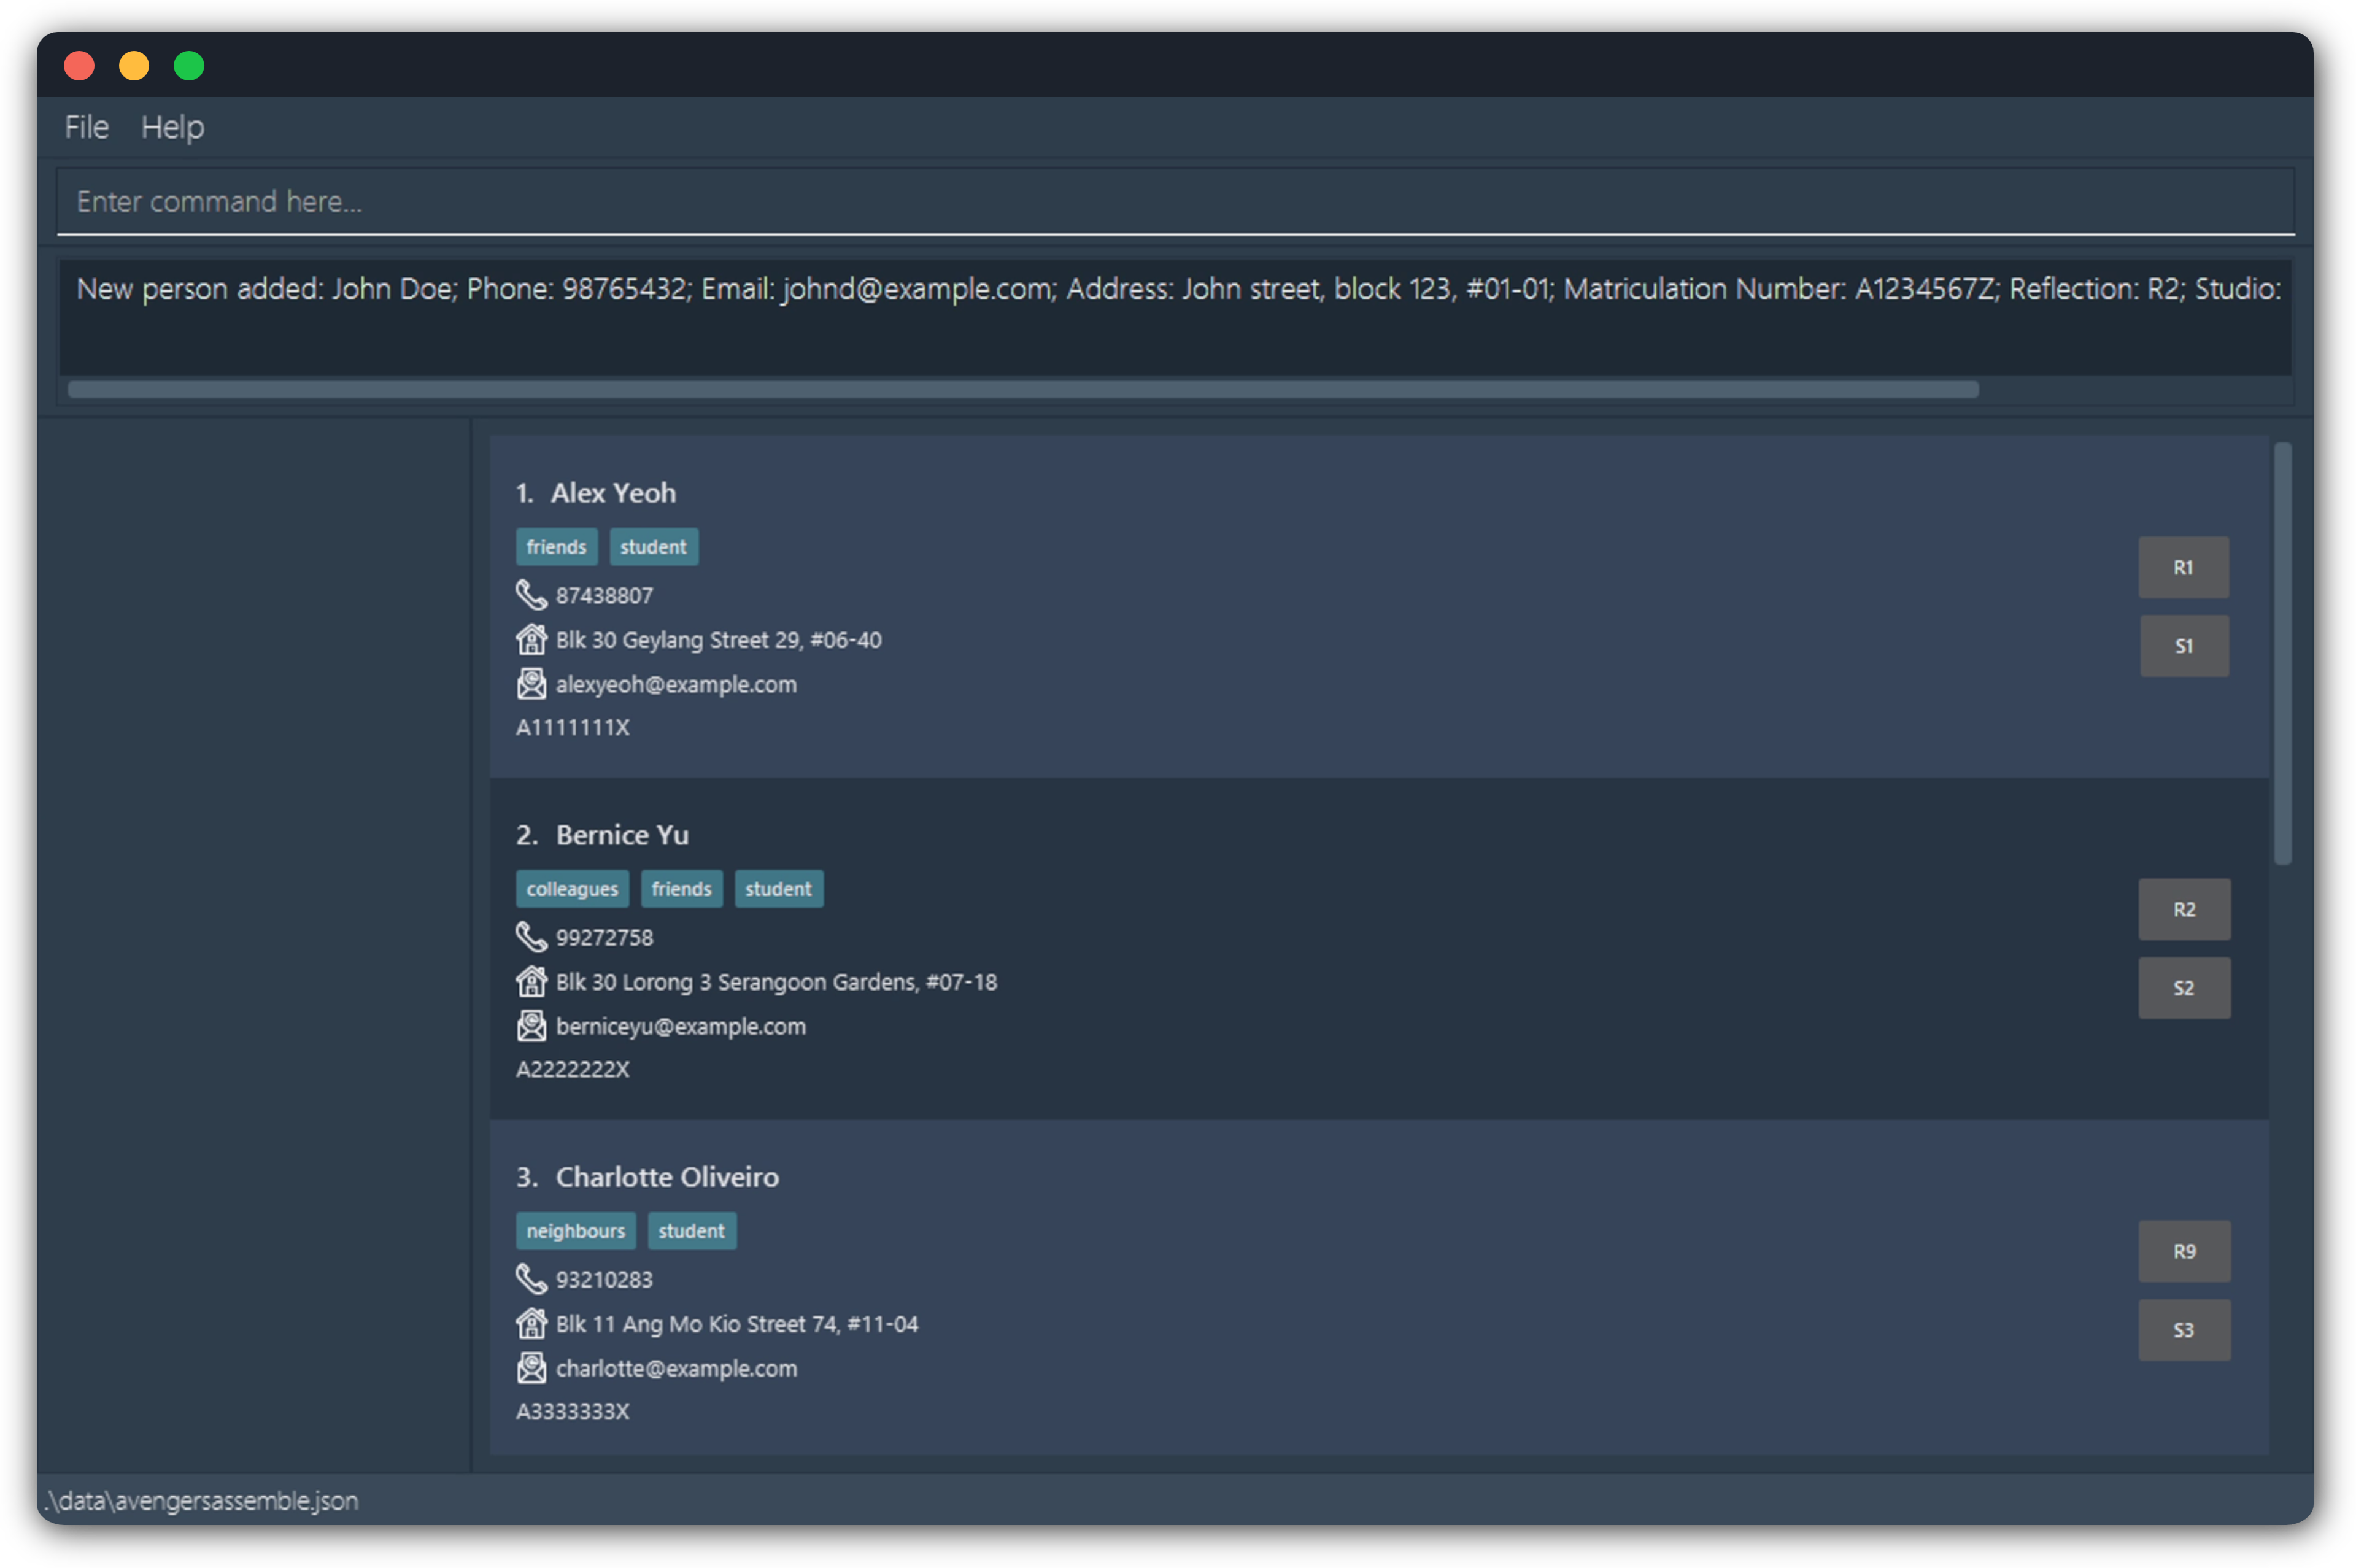 File Help
Enter command here...
New person added: John Doe; Phone: 98765432; Email: johnd@example.com; Address: John street, block 123, #01-01; Matriculation Number: A1234567Z; Reflection: R2; Studio:
1. Alex Yeoh
friends student
87438807
Blk 30 Geylang Street 29, #06-40
alexyeoh@example.com
A1111111X
R1
S1
2. Bernice Yu
colleagues friends student
99272758
Blk 30 Lorong 3 Serangoon Gardens, #07-18
berniceyu@example.com
A2222222X
R2
S2
3. Charlotte Oliveiro
neighbours student
93210283
Blk 11 Ang Mo Kio Street 74, #11-04
charlotte@example.com
A3333333X
R9
S3
.\data\avengersassemble.json